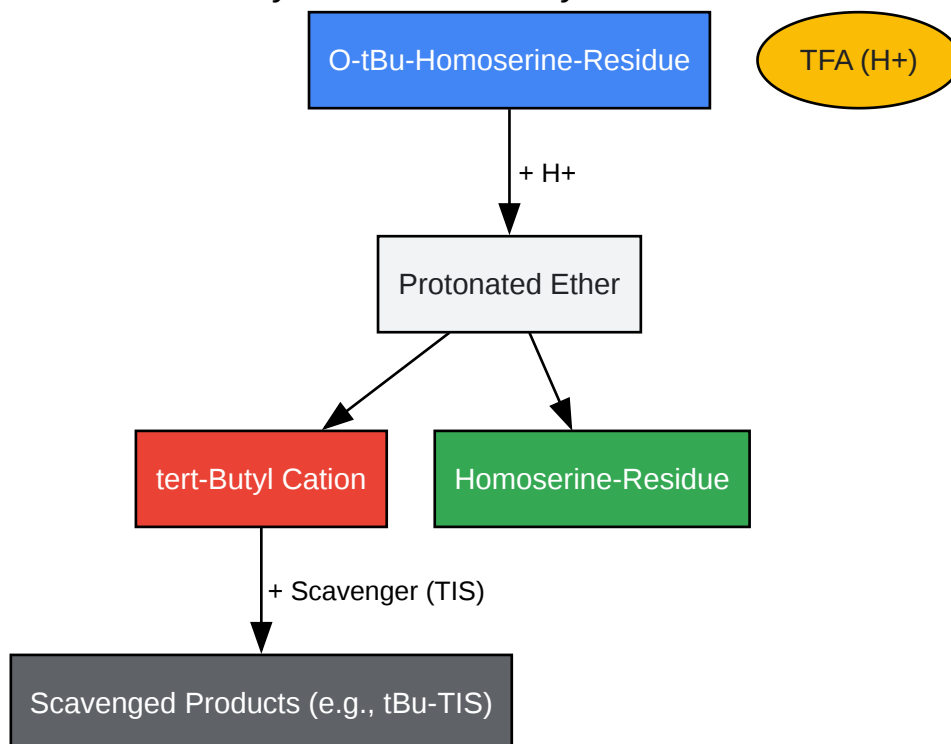 O-tBu-Homoserine-Residue
TFA (H+)
+ H+
Protonated Ether
tert-Butyl Cation
Homoserine-Residue
+ Scavenger (TIS)
Scavenged Products (e.g., tBu-TIS)